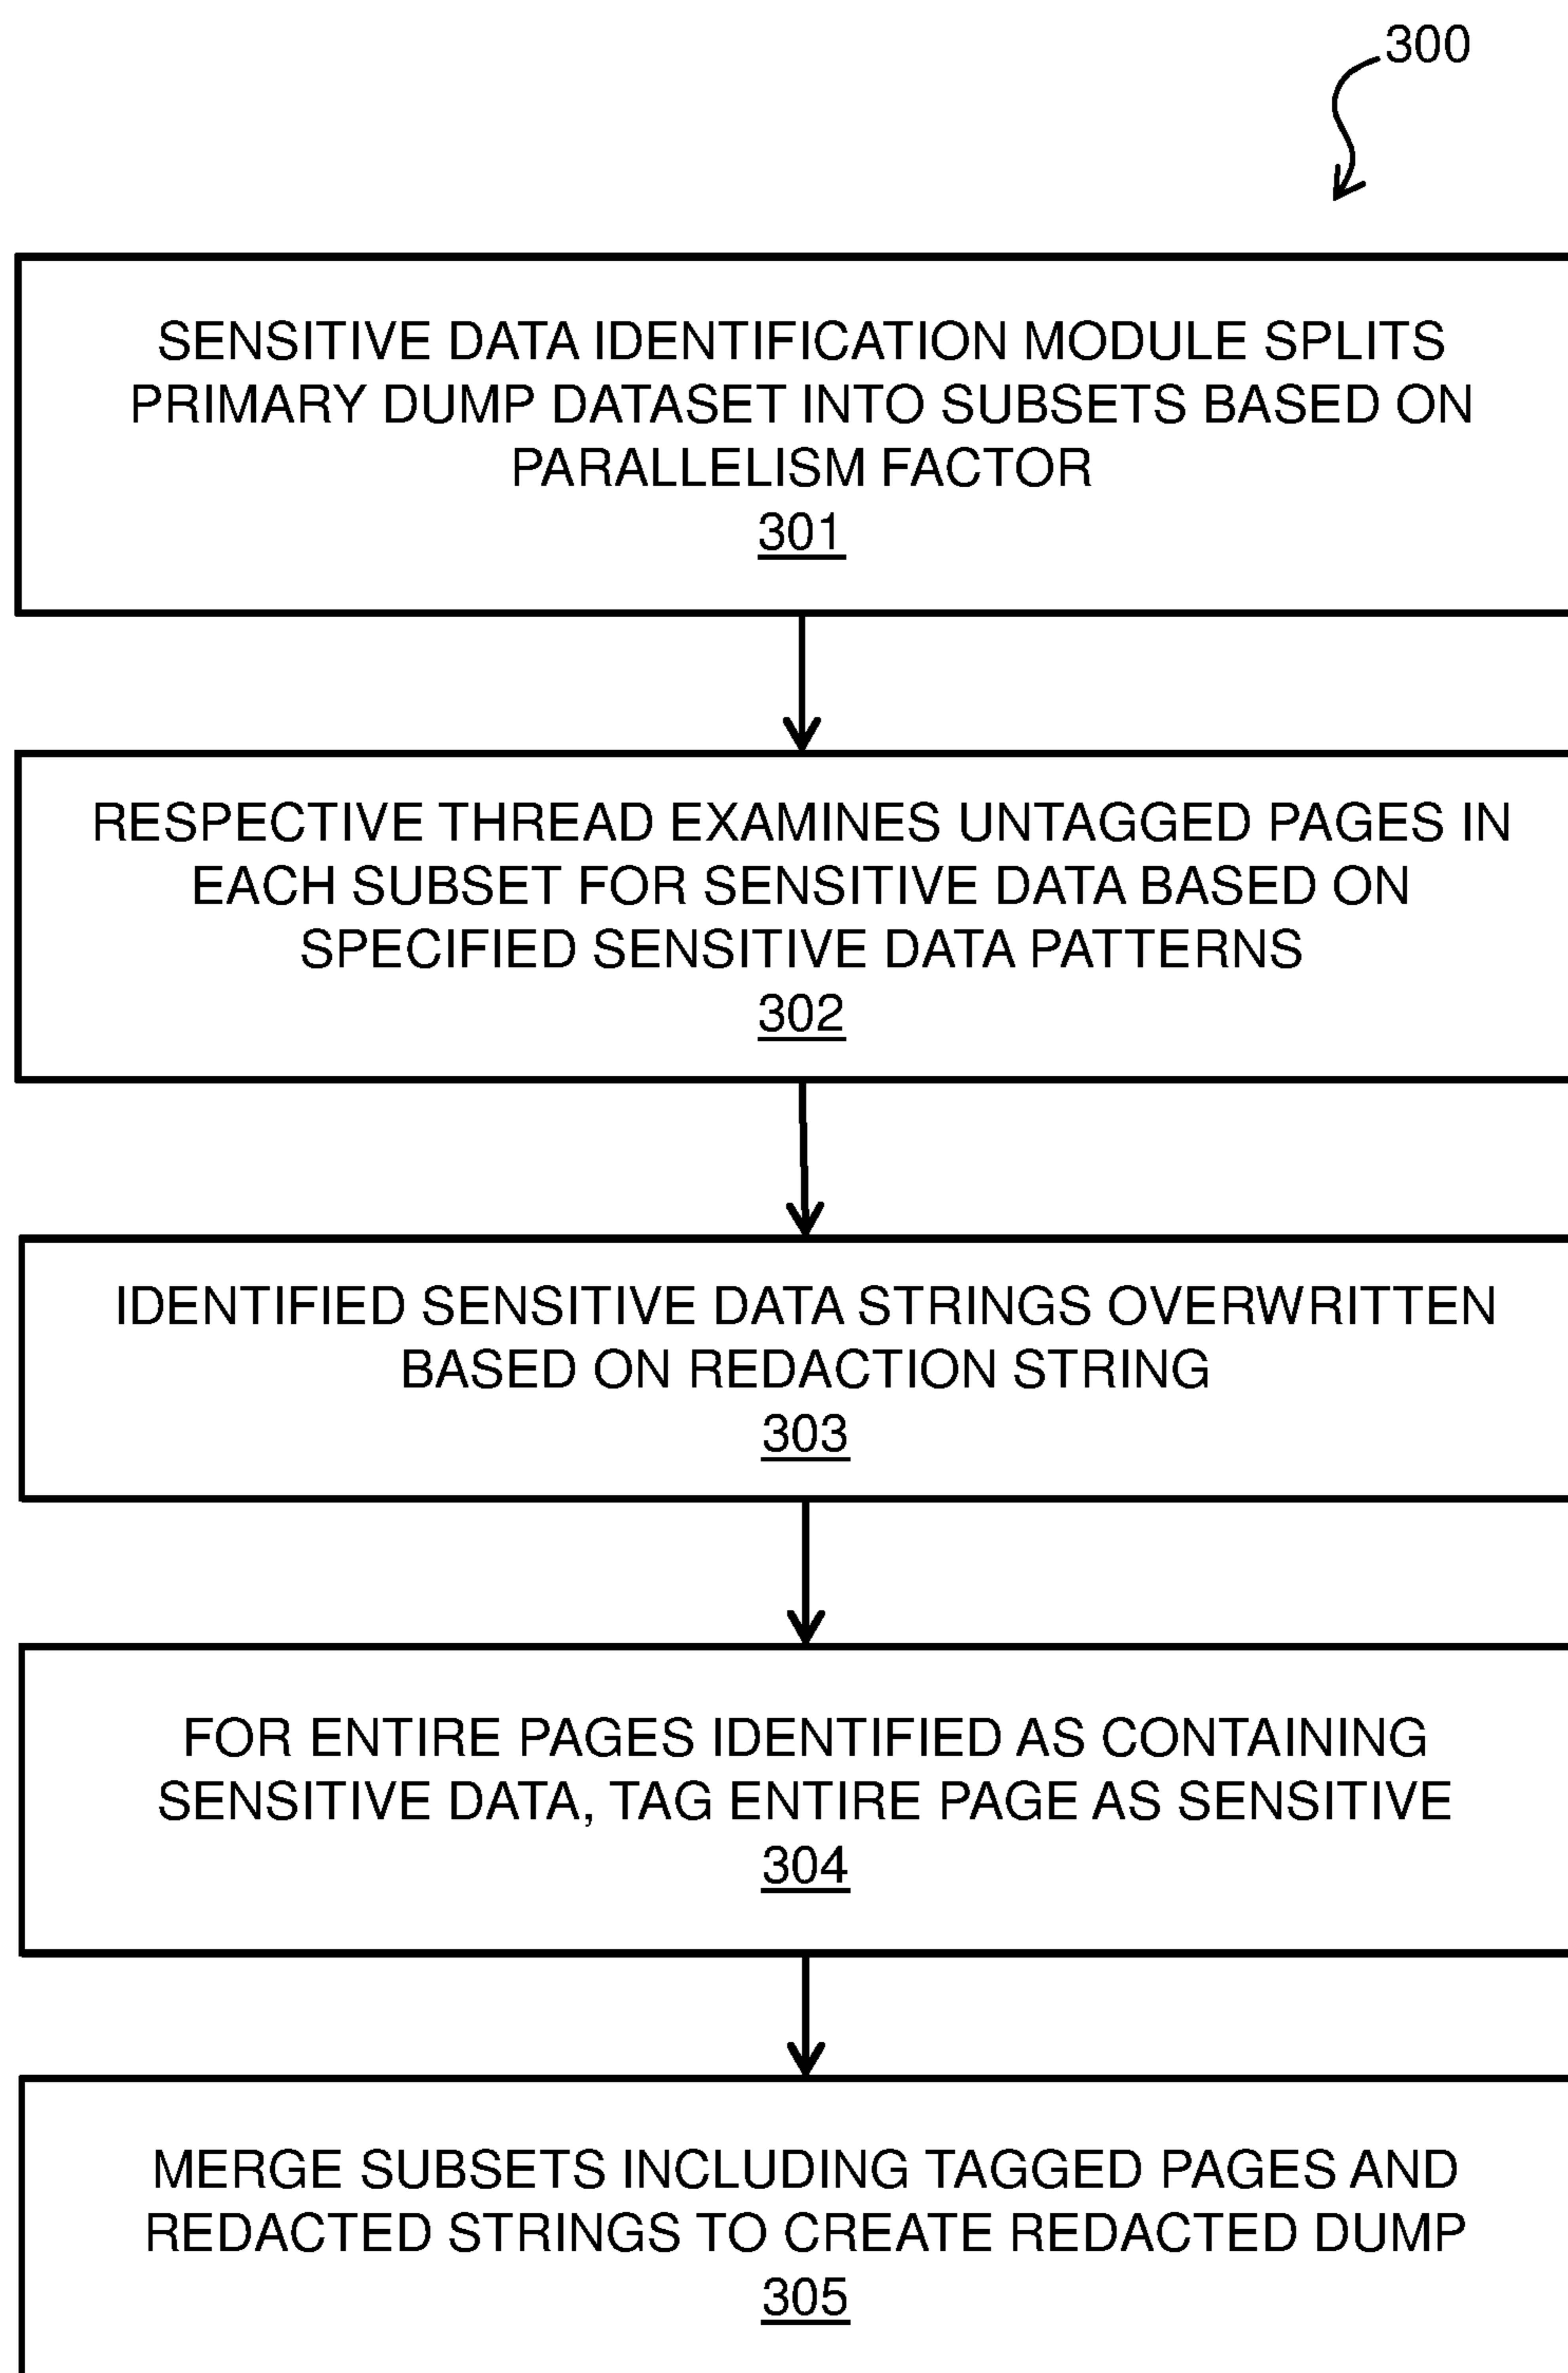 300
SENSITIVE DATA IDENTIFICATION MODULE SPLITS
PRIMARY DUMP DATASET INTO SUBSETS BASED ON
PARALLELISM FACTOR
301
RESPECTIVE THREAD EXAMINES UNTAGGED PAGES IN
EACH SUBSET FOR SENSITIVE DATA BASED ON
SPECIFIED SENSITIVE DATA PATTERNS
302
IDENTIFIED SENSITIVE DATA STRINGS OVERWRITTEN
BASED ON REDACTION STRING
303
FOR ENTIRE PAGES IDENTIFIED AS CONTAINING
SENSITIVE DATA, TAG ENTIRE PAGE AS SENSITIVE
304
MERGE SUBSETS INCLUDING TAGGED PAGES AND
REDACTED STRINGS TO CREATE REDACTED DUMP
305